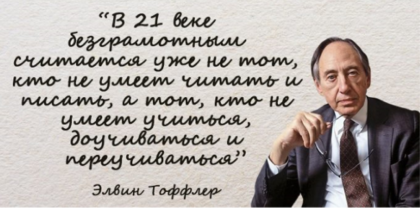 “В 21 веке
безграмотным
считается уже не тот,
кто не умеет читать и
писать, а тот, кто не
умеет учиться,
доучиваться и
переучиваться”
Элвин Тоффлер